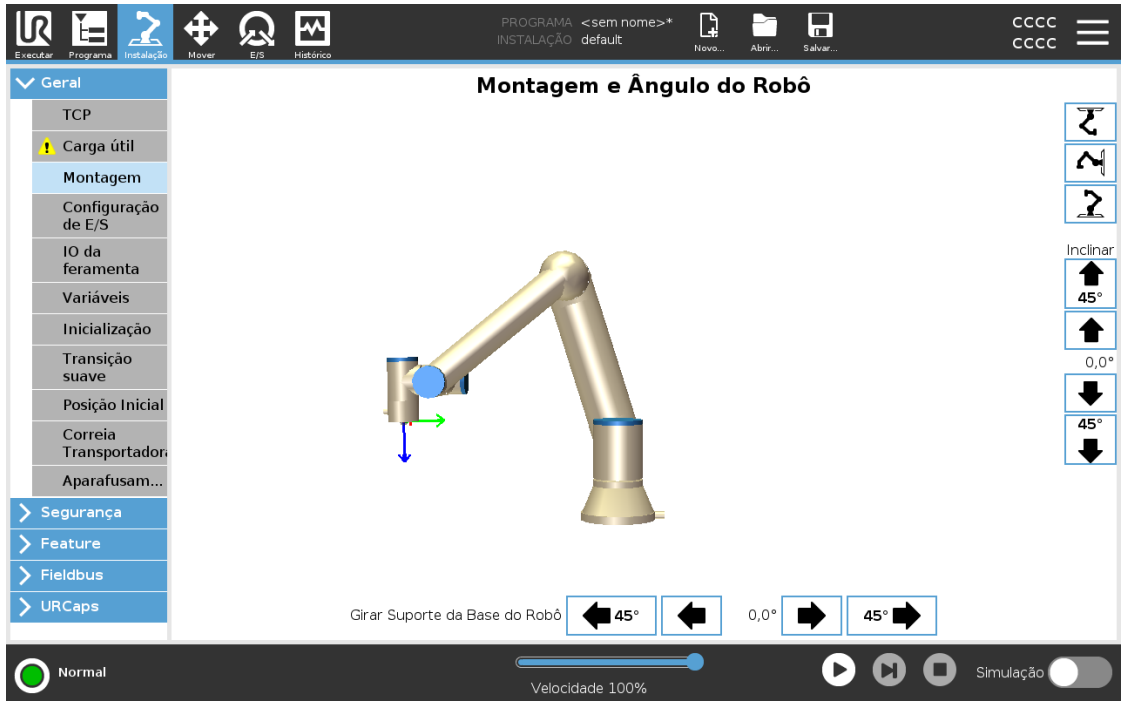 Executar
Programa
Instalação
Mover
E/S
Histórico
PROGRAMA <sem nome>*
INSTALAÇÃO default
Novo...
Abrir...
Salvar...
cccc
cccc
Geral
TCP
Carga útil
Montagem
Configuração
de E/S
IO da
feramenta
Variáveis
Inicialização
Transição
suave
Posição Inicial
Correia
Transportadora
Aparafusam...
Segurança
Feature
Fieldbus
URCaps
Montagem e Ângulo do Robô
Inclinar
45°
0,0°
45°
Girar Suporte da Base do Robô 45° 0,0° 45°
Normal
Velocidade 100%
Simulação